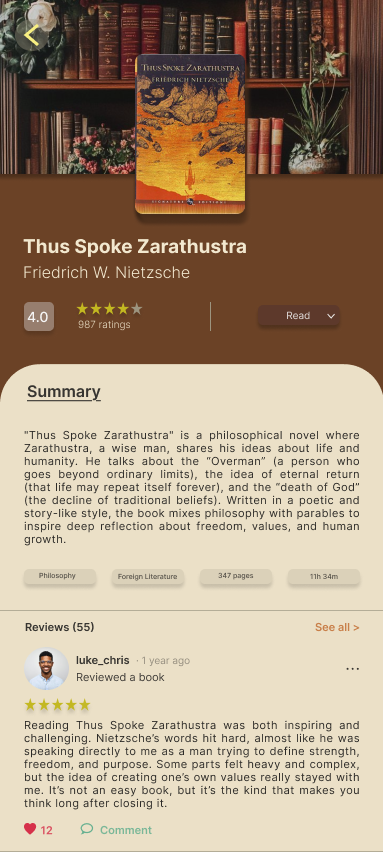 THUS SPOKE ZARATHUSTRA
FRIEDRICH NIETZSCHE
Thus Spoke Zarathustra
Friedrich W. Nietzsche
4.0
987 ratings
Read
Summary
"Thus Spoke Zarathustra" is a philosophical novel where
Zarathustra, a wise man, shares his ideas about life and
humanity. He talks about the “Overman” (a person who
goes beyond ordinary limits), the idea of eternal return
(that life may repeat itself forever), and the “death of God”
(the decline of traditional beliefs). Written in a poetic and
story-like style, the book mixes philosophy with parables to
inspire deep reflection about freedom, values, and human
growth.
Philosophy
Foreign Literature
347 pages
11h 34m
Reviews (55)
See all >
luke_chris · 1 year ago
Reviewed a book
Reading Thus Spoke Zarathustra was both inspiring and
challenging. Nietzsche’s words hit hard, almost like he was
speaking directly to me as a man trying to define strength,
freedom, and purpose. Some parts felt heavy and complex,
but the idea of creating one’s own values really stayed with
me. It’s not an easy book, but it’s the kind that makes you
think long after closing it.
12
Comment